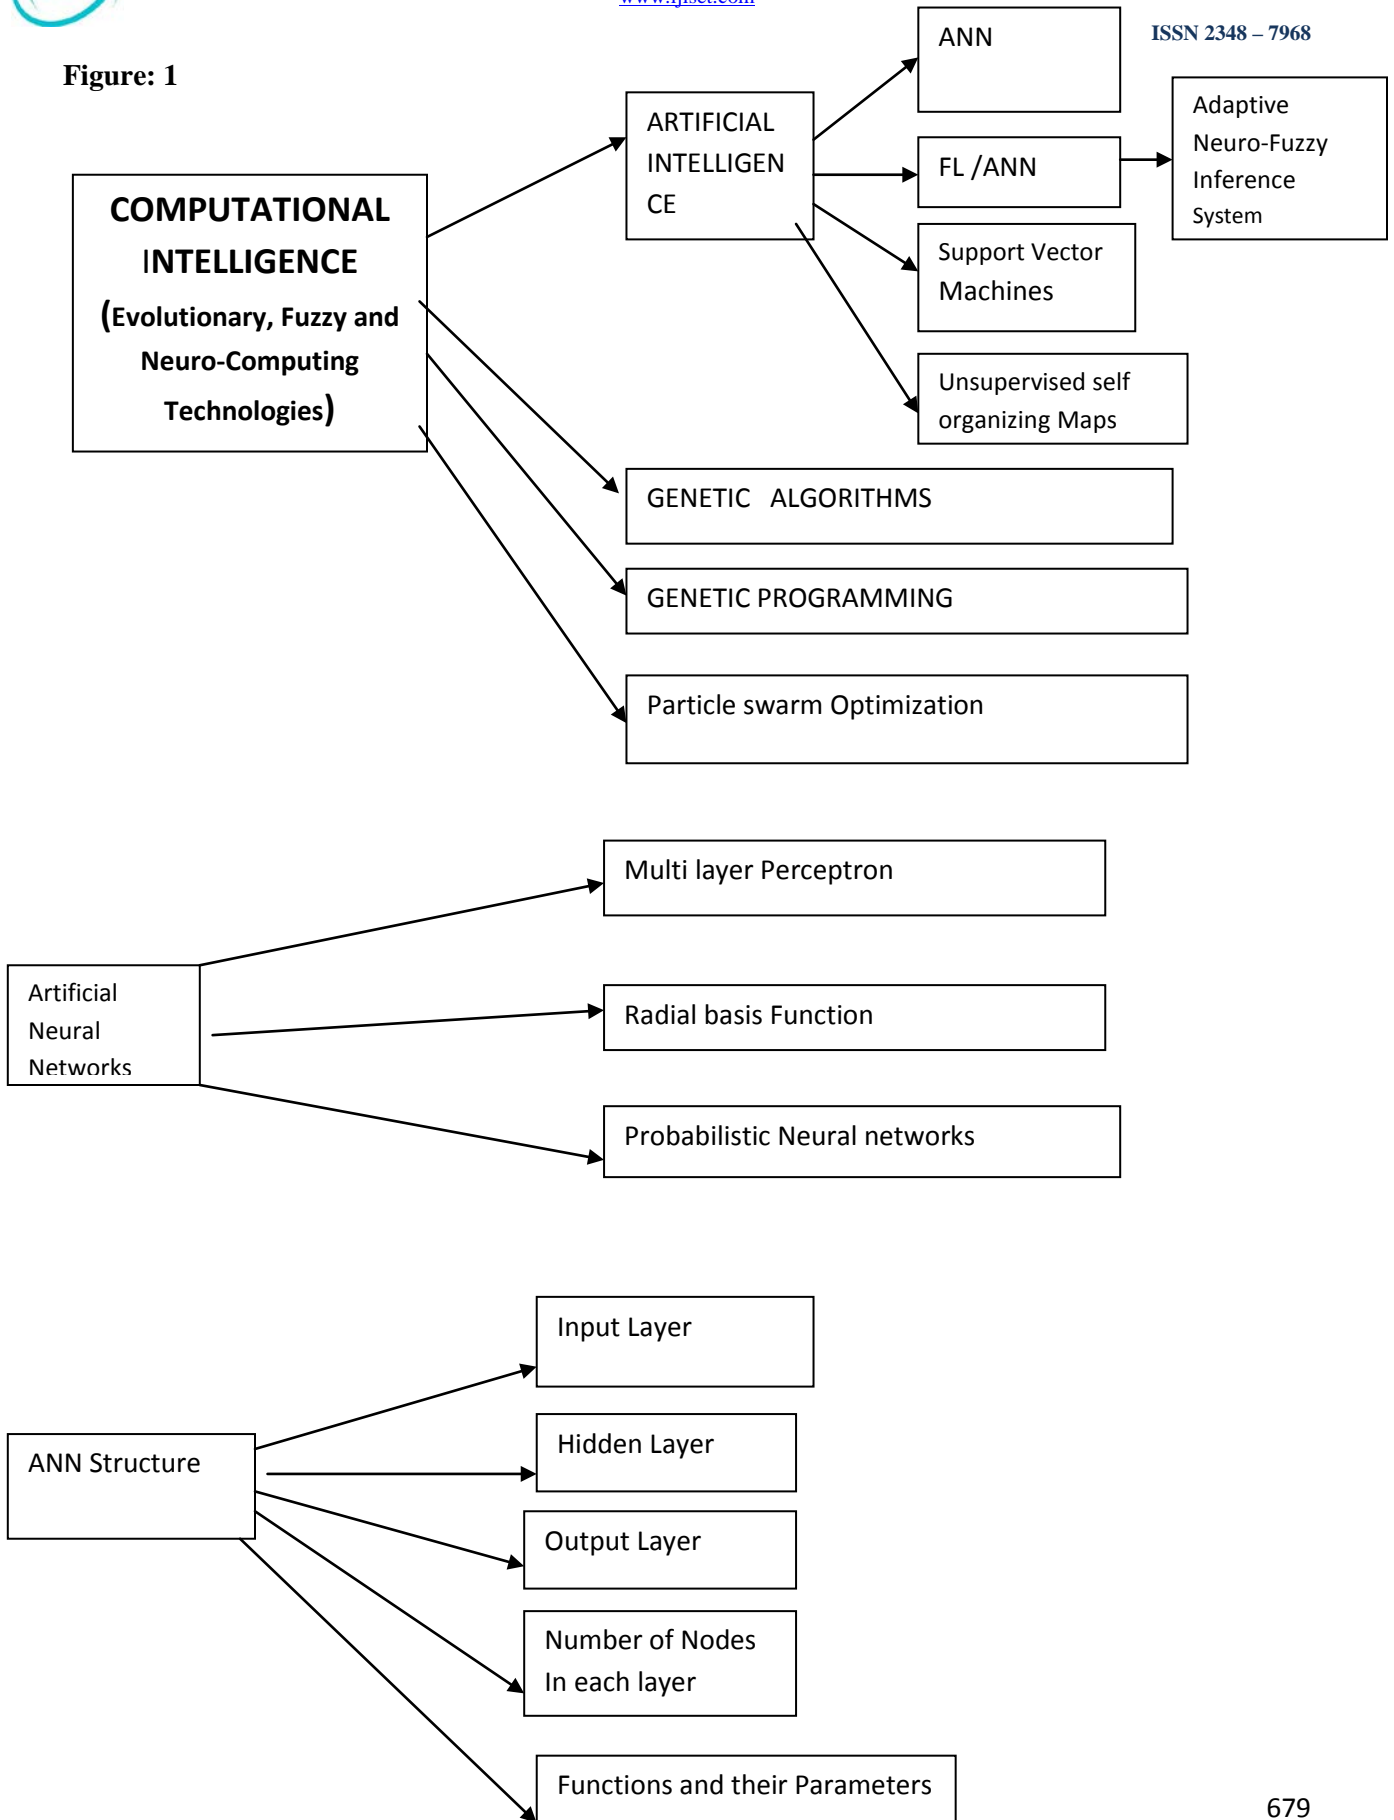 www.ijiset.com
ISSN 2348 – 7968
Figure: 1
COMPUTATIONAL
INTELLIGENCE
(Evolutionary, Fuzzy and
Neuro-Computing
Technologies)
ARTIFICIAL
INTELLIGEN
CE
ANN
FL /ANN
Adaptive
Neuro-Fuzzy
Inference
System
Support Vector
Machines
Unsupervised self
organizing Maps
GENETIC ALGORITHMS
GENETIC PROGRAMMING
Particle swarm Optimization
Artificial
Neural
Networks
Multi layer Perceptron
Radial basis Function
Probabilistic Neural networks
ANN Structure
Input Layer
Hidden Layer
Output Layer
Number of Nodes
In each layer
Functions and their Parameters
679